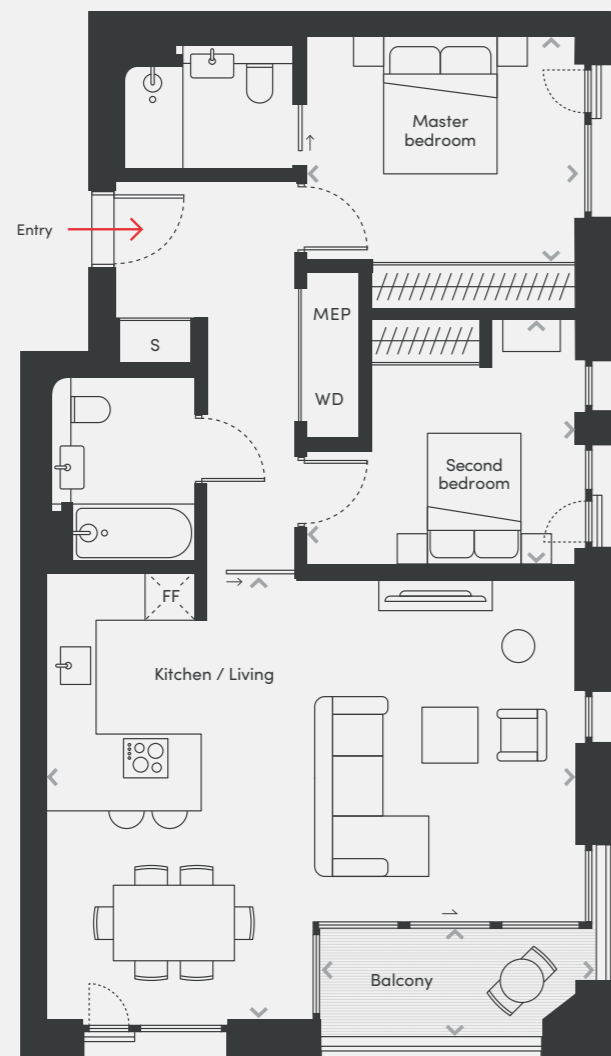 Master
bedroom
Entry
MEP
S
WD
Second
bedroom
FF
Kitchen / Living
Balcony